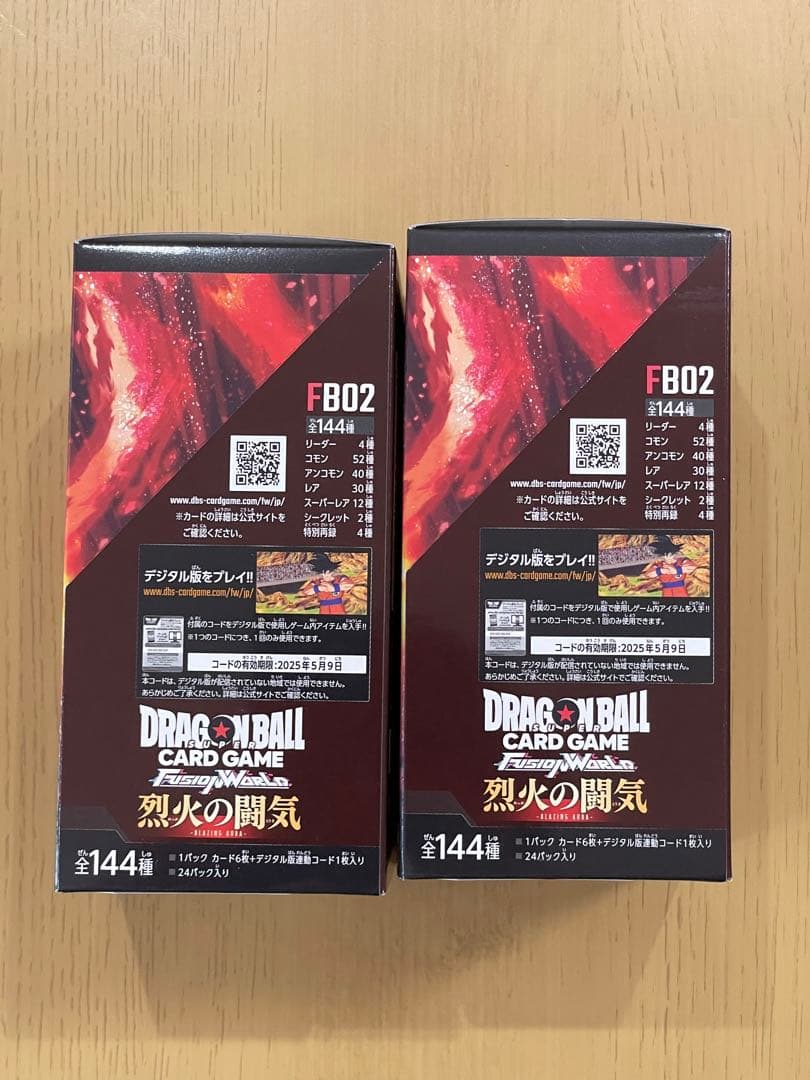 FB02
全144種
リーダー 4種
コモン 52種
アンコモン 40種
レア 30種
スーパーレア 12種
シークレット 2種
特別再録 4種
www.dbs-cardgame.com/fw/jp/
※カードの詳細は公式サイトを
ご確認ください。
デジタル版をプレイ!!
www.dbs-cardgame.com/fw/jp/
付属のコードをデジタル版で使用しゲーム内アイテムを入手!!
※1つのコードにつき、1回のみ使用できます。
コードの有効期限:2025年5月9日
本コードは、デジタル版が配信されていない地域では使用できません。
あらかじめご了承ください。詳細は公式サイトでご確認ください。
DRAGON BALL
SUPER
CARD GAME
FUSION WORLD
烈火の闘気
-BLAZING AURA-
全144種
1パック カード6枚+デジタル版連動コード1枚入り
24パック入り
FB02
全144種
リーダー 4種
コモン 52種
アンコモン 40種
レア 30種
スーパーレア 12種
シークレット 2種
特別再録 4種
www.dbs-cardgame.com/fw/jp/
※カードの詳細は公式サイトを
ご確認ください。
デジタル版をプレイ!!
www.dbs-cardgame.com/fw/jp/
付属のコードをデジタル版で使用しゲーム内アイテムを入手!!
※1つのコードにつき、1回のみ使用できます。
コードの有効期限:2025年5月9日
本コードは、デジタル版が配信されていない地域では使用できません。
あらかじめご了承ください。詳細は公式サイトでご確認ください。
DRAGON BALL
SUPER
CARD GAME
FUSION WORLD
烈火の闘気
-BLAZING AURA-
全144種
1パック カード6枚+デジタル版連動コード1枚入り
24パック入り